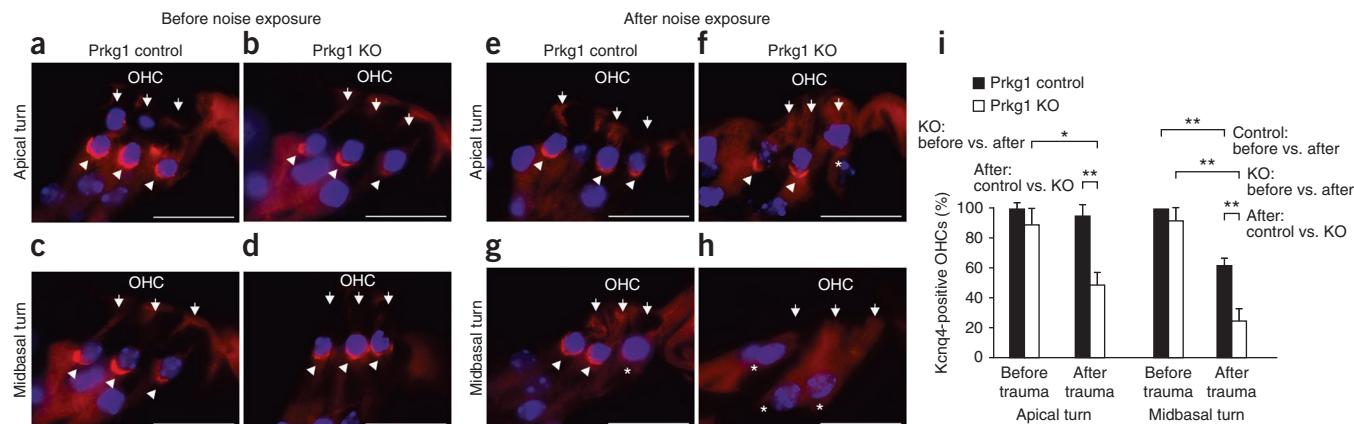 Before noise exposure
After noise exposure
a
Prkg1 control
b
Prkg1 KO
e
Prkg1 control
f
Prkg1 KO
i
Apical turn
OHC
OHC
OHC
OHC
*
c
d
g
h
Midbasal turn
OHC
OHC
Midbasal turn
OHC
*
OHC
* * *
Apical turn
Prkg1 control
Prkg1 KO
KO:
before vs. after
*
**
Control:
before vs. after
After:
control vs. KO
**
**
KO:
before vs. after
**
After:
control vs. KO
Kcnq4-positive OHCs (%)
100
80
60
40
20
0
Before
trauma
After
trauma
Before
trauma
After
trauma
Apical turn
Midbasal turn